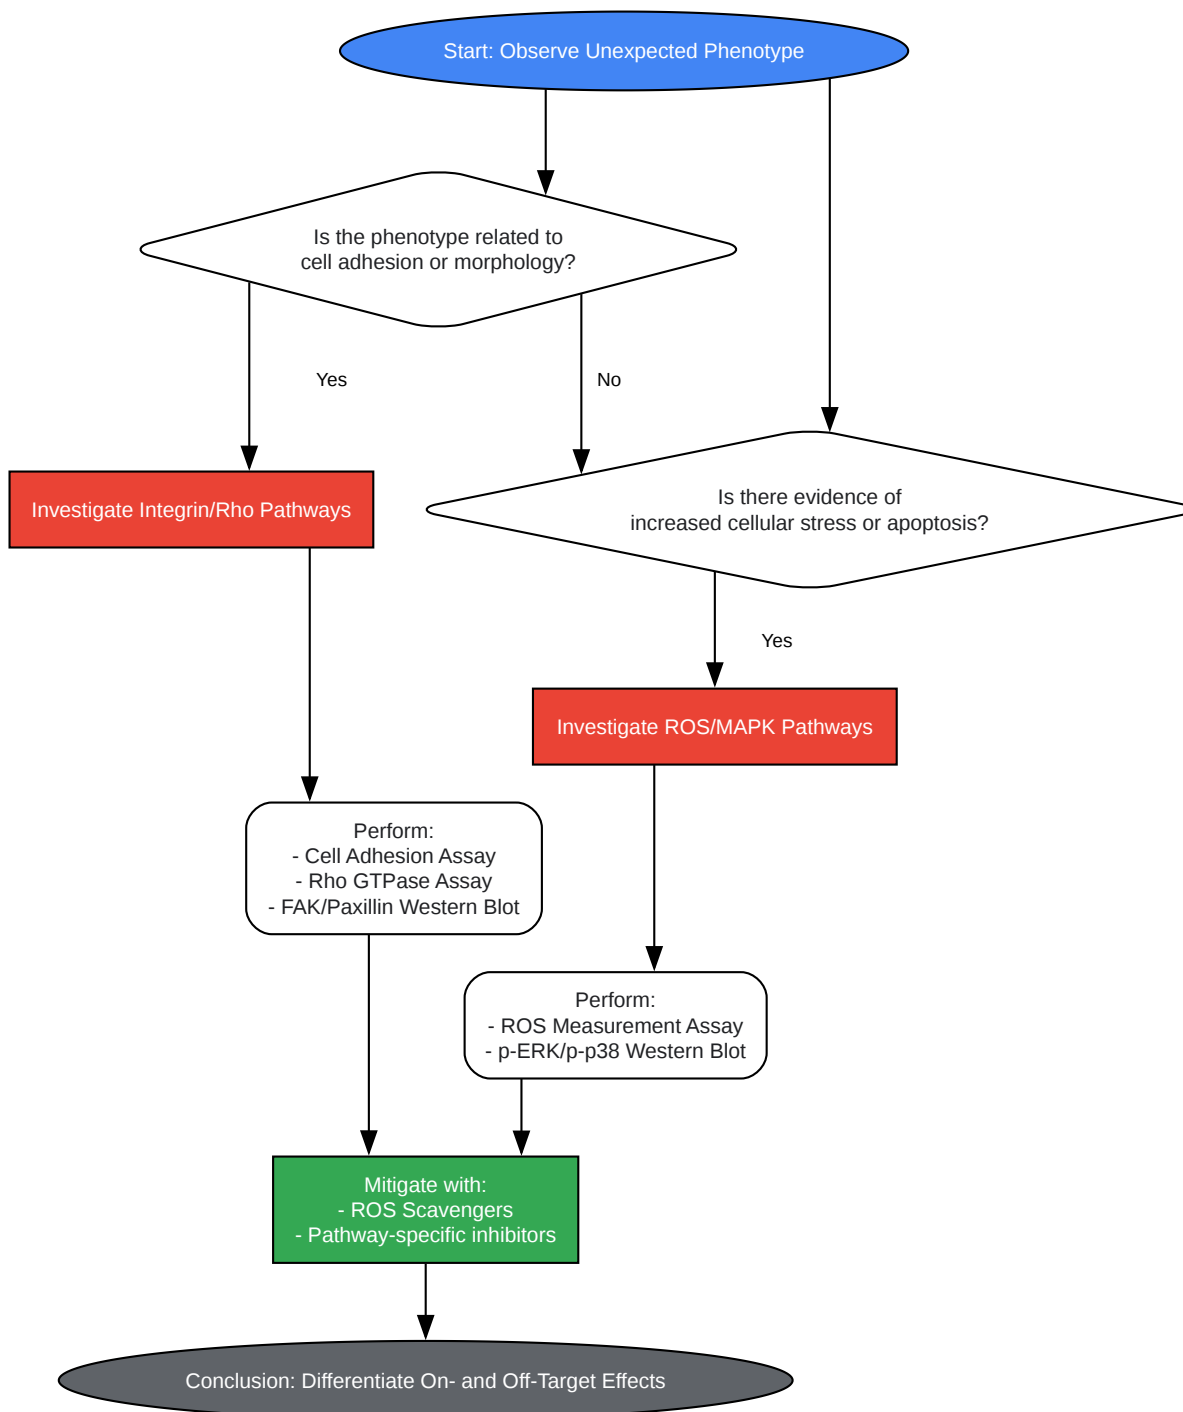 Start: Observe Unexpected Phenotype
Is the phenotype related to
cell adhesion or morphology?
Yes
No
Investigate Integrin/Rho Pathways
Is there evidence of
increased cellular stress or apoptosis?
Yes
Investigate ROS/MAPK Pathways
Perform:
- Cell Adhesion Assay
- Rho GTPase Assay
- FAK/Paxillin Western Blot
Perform:
- ROS Measurement Assay
- p-ERK/p-p38 Western Blot
Mitigate with:
- ROS Scavengers
- Pathway-specific inhibitors
Conclusion: Differentiate On- and Off-Target Effects